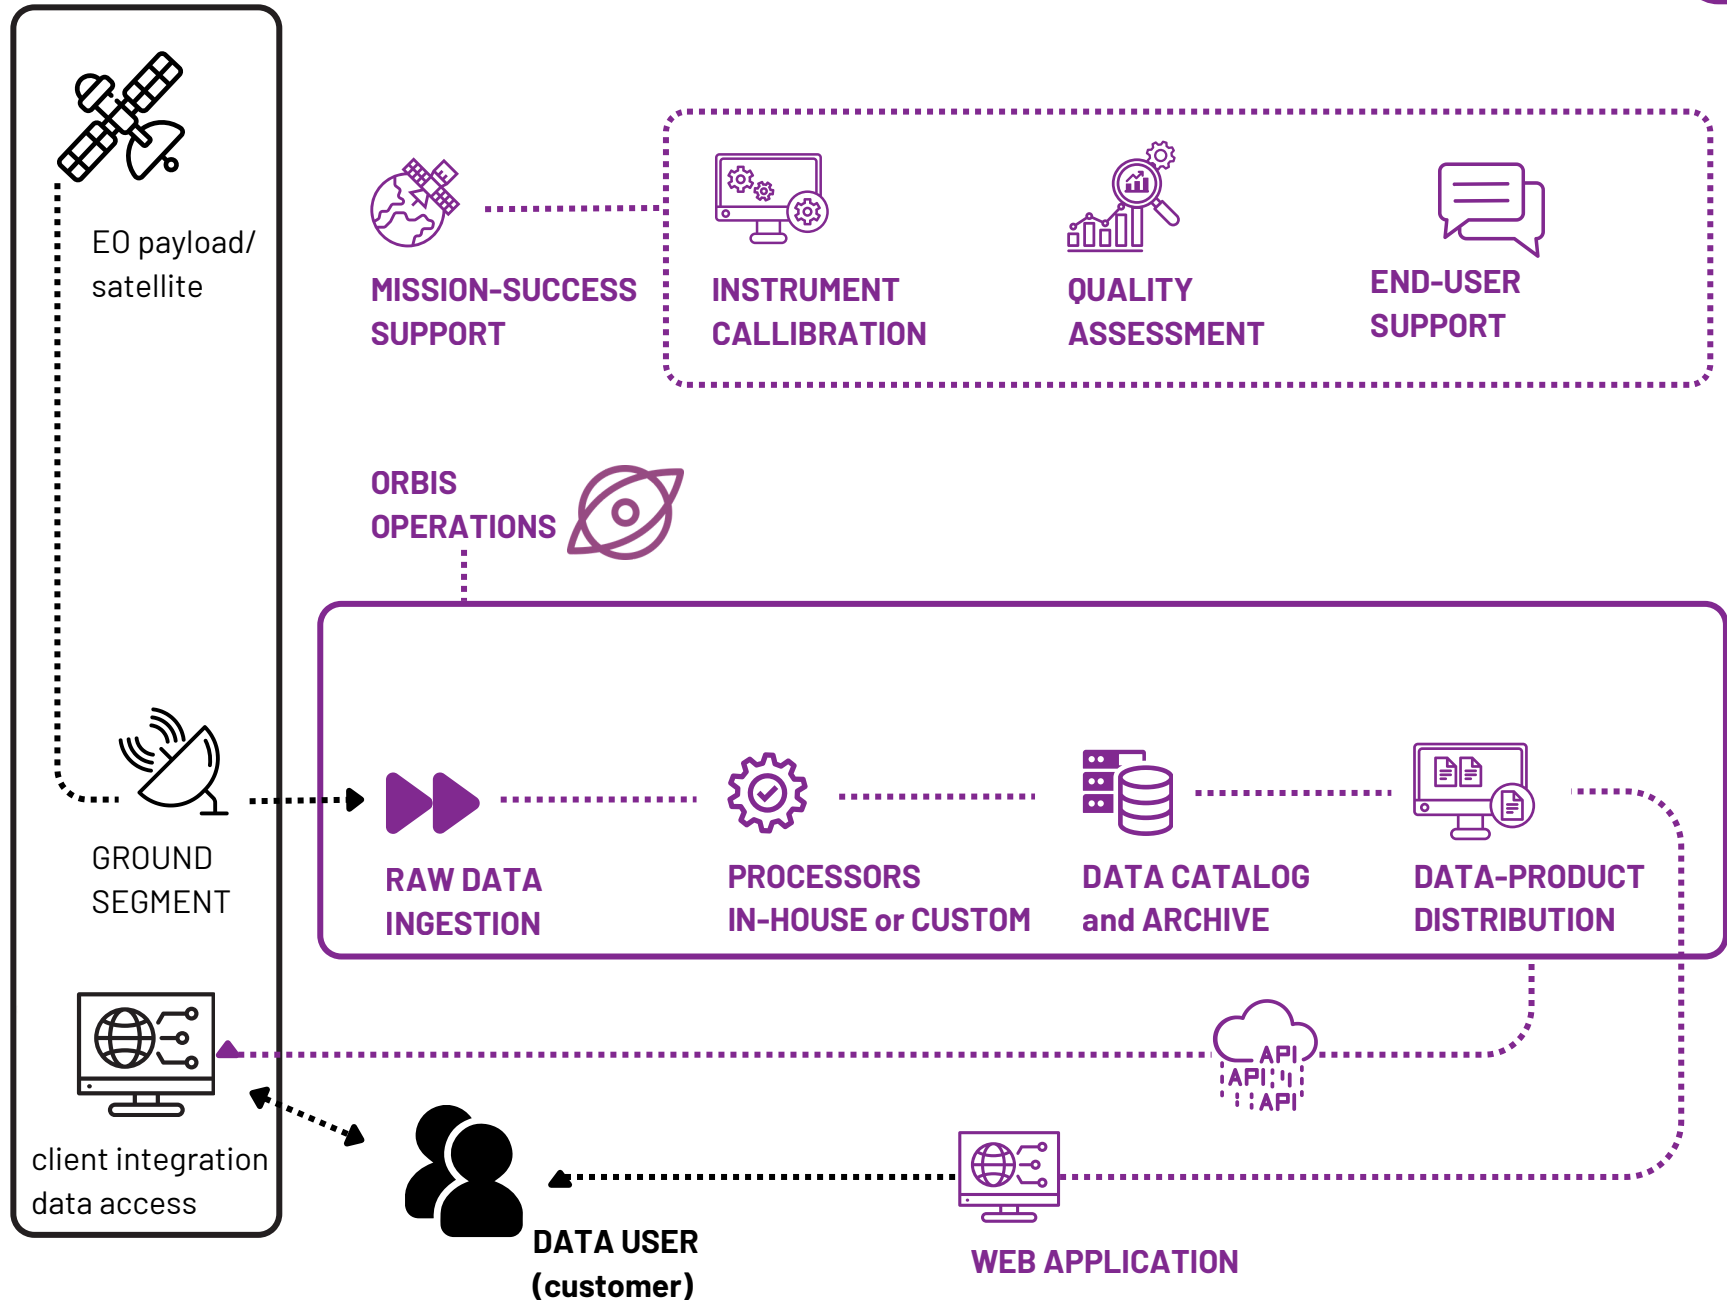 EO payload/
satellite
MISSION-SUCCESS
SUPPORT
INSTRUMENT
CALLIBRATION
QUALITY
ASSESSMENT
END-USER
SUPPORT
ORBIS
OPERATIONS
GROUND
SEGMENT
RAW DATA
INGESTION
PROCESSORS
IN-HOUSE or CUSTOM
DATA CATALOG
and ARCHIVE
DATA-PRODUCT
DISTRIBUTION
API
API
API
client integration
data access
DATA USER
(customer)
WEB APPLICATION